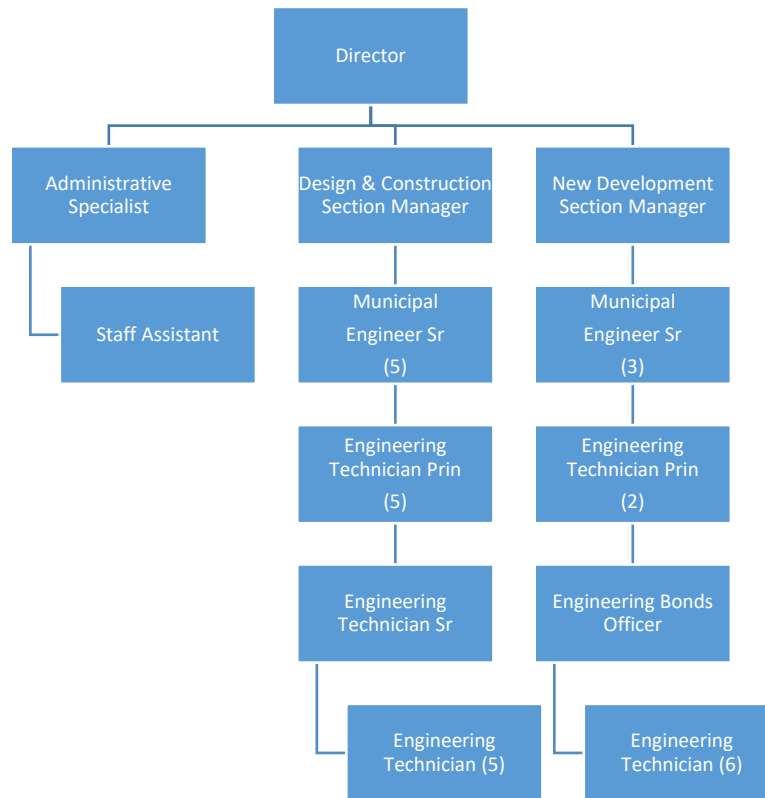 Director
Administrative
Specialist
Design & Construction
Section Manager
New Development
Section Manager
Staff Assistant
Municipal
Engineer Sr
(5)
Municipal
Engineer Sr
(3)
Engineering
Technician Prin
(5)
Engineering
Technician Prin
(2)
Engineering
Technician Sr
Engineering Bonds
Officer
Engineering
Technician (5)
Engineering
Technician (6)